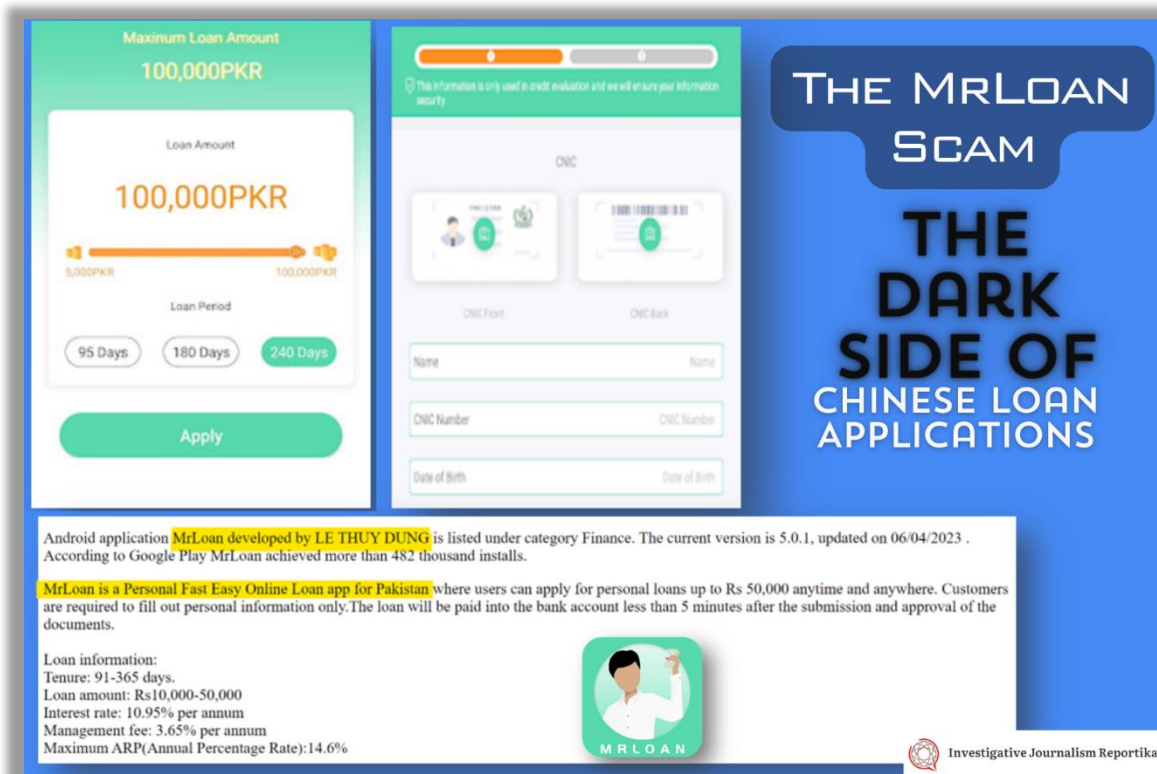 Maxinum Loan Amount
100,000PKR
Loan Amount
100,000PKR
5,000PKR
100,000PKR
Loan Period
95 Days
180 Days
240 Days
Apply
This information is only used in credit evaluation and we will ensure your information
security
CNIC
PAKISTAN
CNIC Front
CNIC Back
Name
Name
CNIC Number
CNIC Number
Date of Birth
Date of Birth
THE MRLOAN
SCAM
THE
DARK
SIDE OF
CHINESE LOAN
APPLICATIONS
Android application MrLoan developed by LE THUY DUNG is listed under category Finance. The current version is 5.0.1, updated on 06/04/2023 .
According to Google Play MrLoan achieved more than 482 thousand installs.
MrLoan is a Personal Fast Easy Online Loan app for Pakistan where users can apply for personal loans up to Rs 50,000 anytime and anywhere. Customers
are required to fill out personal information only.The loan will be paid into the bank account less than 5 minutes after the submission and approval of the
documents.
Loan information:
Tenure: 91-365 days.
Loan amount: Rs10,000-50,000
Interest rate: 10.95% per annum
Management fee: 3.65% per annum
Maximum ARP(Annual Percentage Rate):14.6%
MRLOAN
Investigative Journalism Reportika